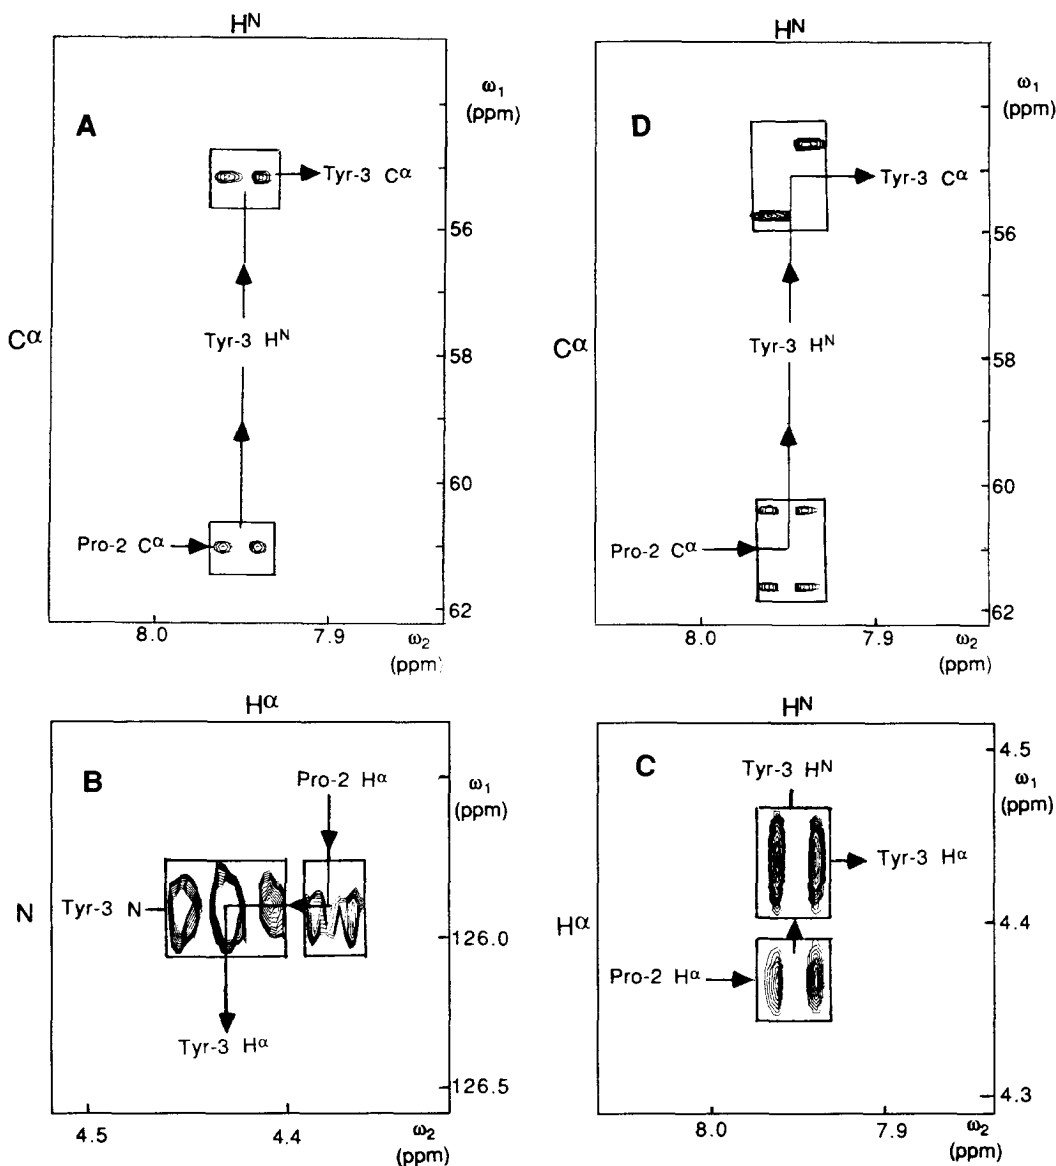 H^N
A
ω₁
(ppm)
Tyr-3 C^α
56
C^α
Tyr-3 H^N
58
60
Pro-2 C^α
62
8.0
7.9
ω₂
(ppm)
H^N
D
ω₁
(ppm)
Tyr-3 C^α
56
C^α
Tyr-3 H^N
58
60
Pro-2 C^α
62
8.0
7.9
ω₂
(ppm)
H^α
B
Pro-2 H^α
ω₁
(ppm)
N
Tyr-3 N
126.0
Tyr-3 H^α
126.5
4.5
4.4
ω₂
(ppm)
H^N
C
Tyr-3 H^N
4.5
ω₁
(ppm)
Tyr-3 H^α
H^α
4.4
Pro-2 H^α
4.3
8.0
7.9
ω₂
(ppm)